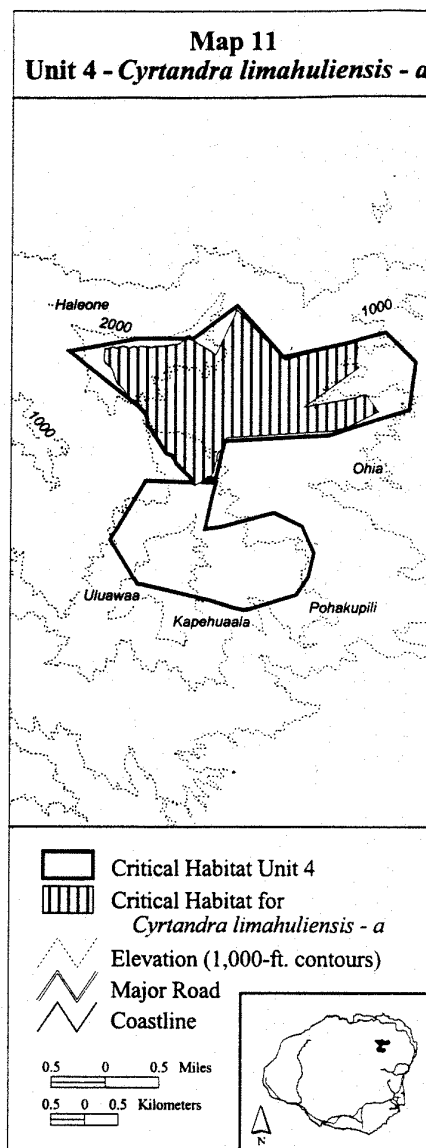 Map 11
Unit 4 - Cyrtandra limahuliensis - a
Haleone
2000
1000
1000
Ohia
Uluawaa
Kapehuaala
Pohakupili
Critical Habitat Unit 4
Critical Habitat for
Cyrtandra limahuliensis - a
Elevation (1,000-ft. contours)
Major Road
Coastline
0.5 0 0.5 Miles
0.5 0 0.5 Kilometers
N